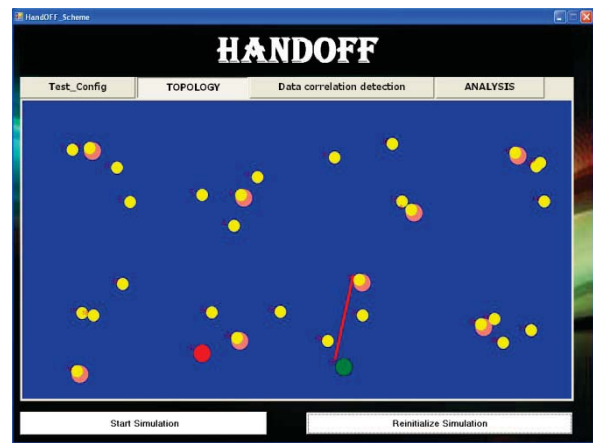 HandOFF_Scheme
HANDOFF
Test_Config
TOPOLOGY
Data correlation detection
ANALYSIS
Start Simulation
Reinitialize Simulation